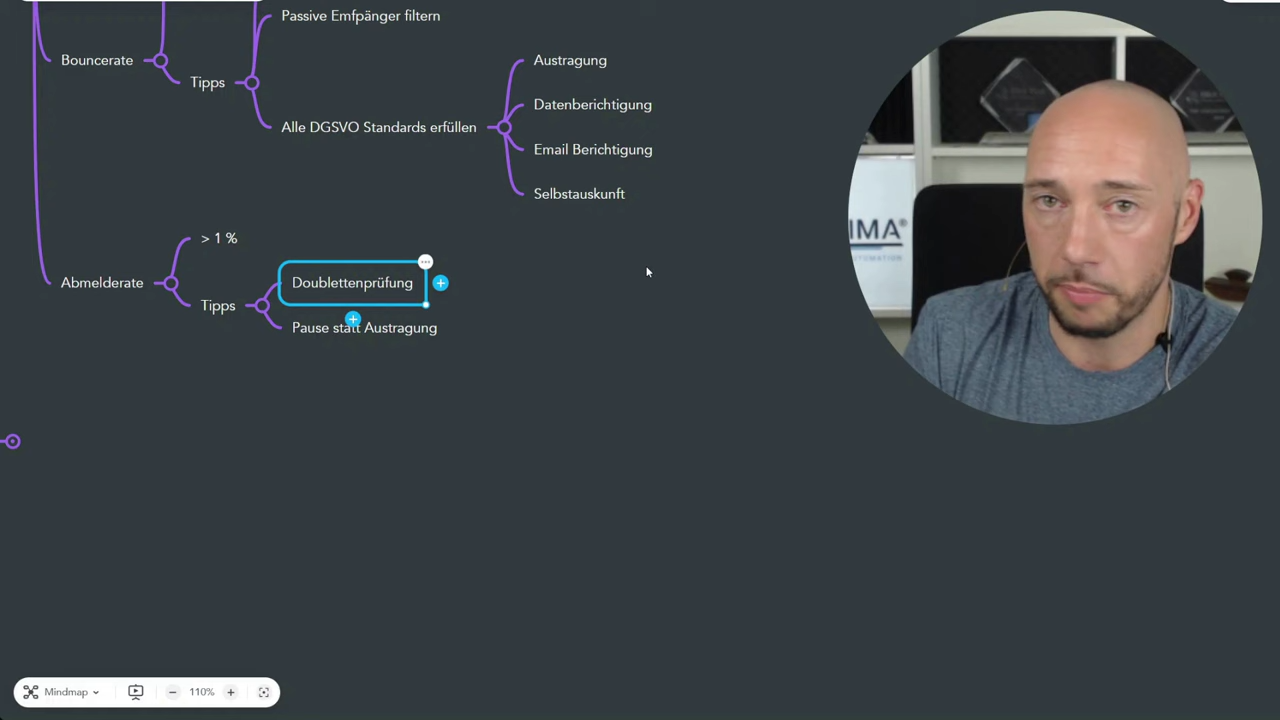 Passive Emfpänger filtern
Bouncerate
Tipps
Alle DGSVO Standards erfüllen
Austragung
Datenberichtigung
Email Berichtigung
Selbstauskunft
> 1 %
Abmelderate
Tipps
Doublettenprüfung
Pause statt Austragung
IMA®
Mindmap
110%